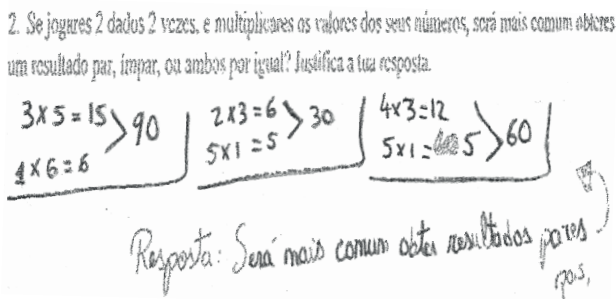 2. Se jogares 2 dados 2 vezes, e multiplicares os valores dos seus números, será mais comum obteres
um resultado par, ímpar, ou ambos por igual? Justifica a tua resposta.
3x5=15 > 90 2x3=6 > 30 4x3=12 > 60
1x6=6 5x1=5 5x1= 5
Resposta: Será mais comum obter resultados pares
pois,